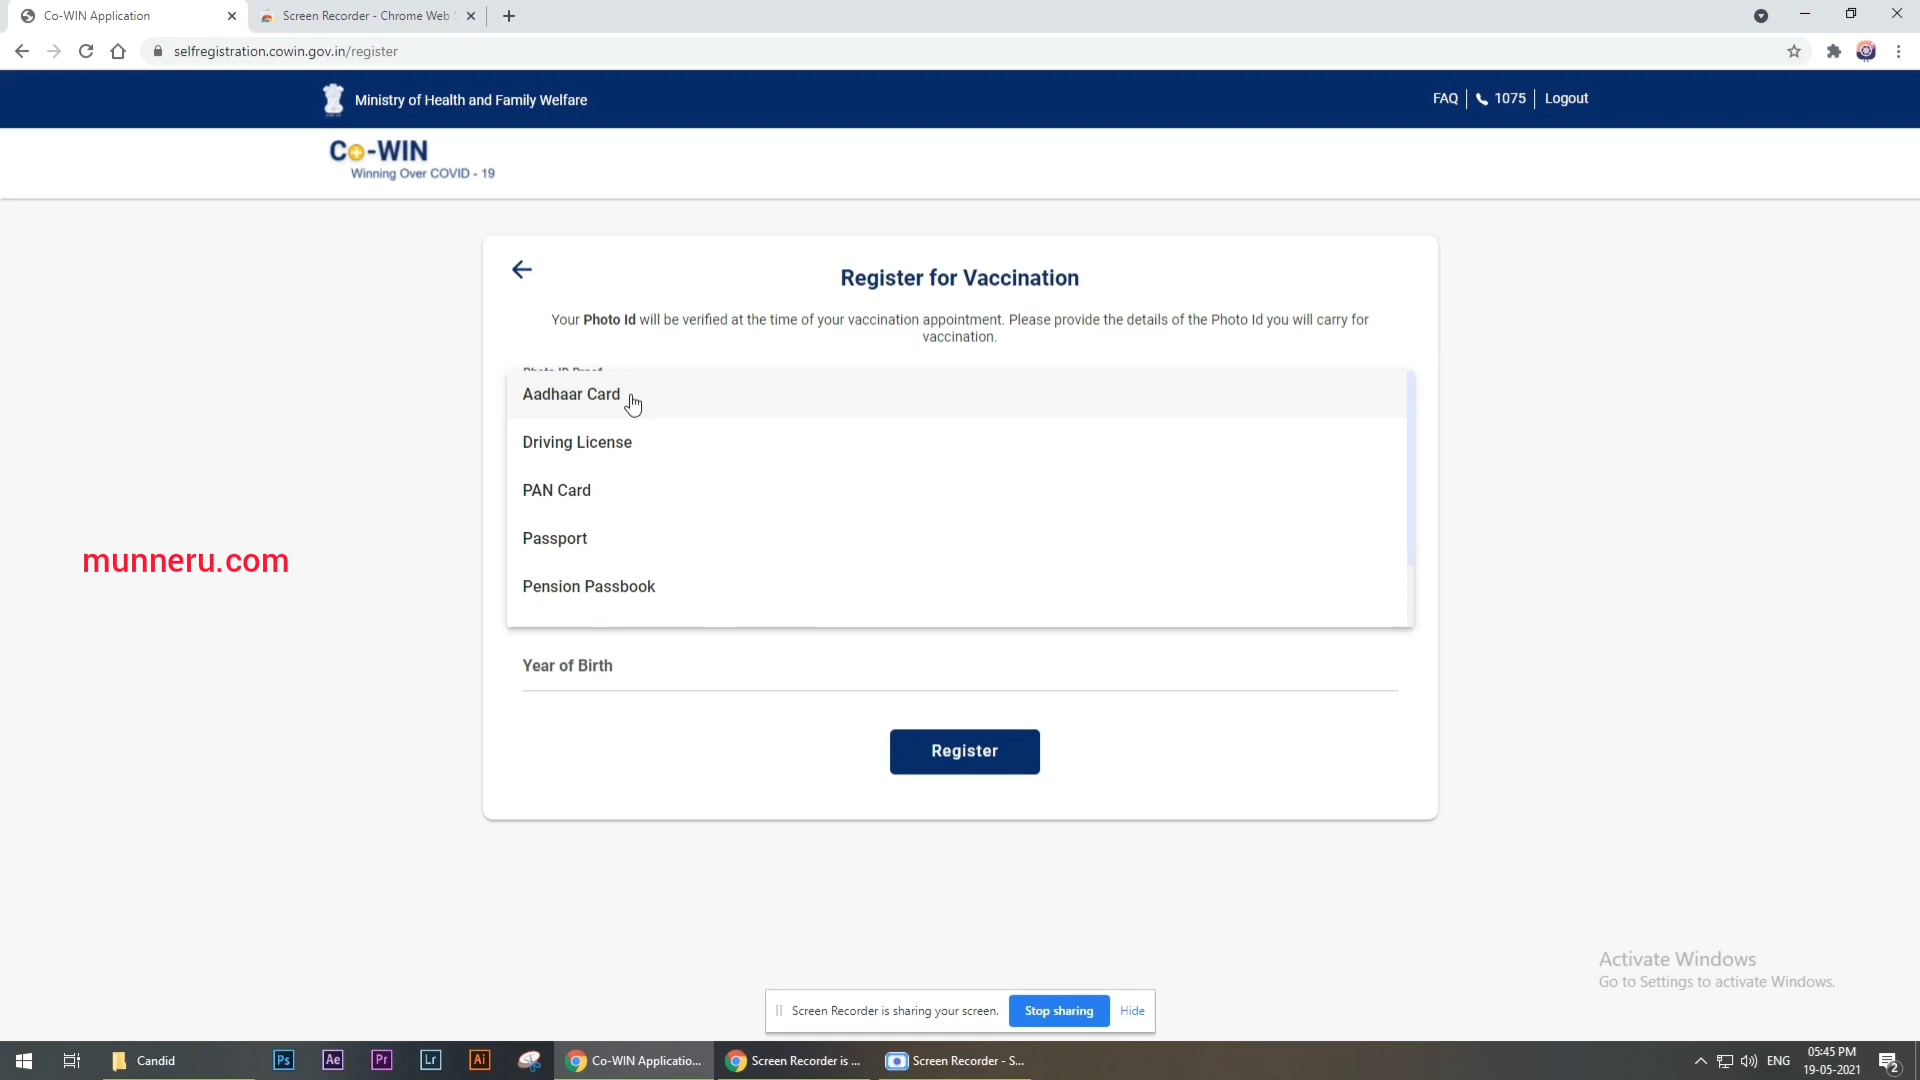 Co-WIN Application
Screen Recorder - Chrome Web S
selfregistration.cowin.gov.in/register
Ministry of Health and Family Welfare
FAQ
1075
Logout
Co-WIN
Winning Over COVID - 19
Register for Vaccination
Your Photo Id will be verified at the time of your vaccination appointment. Please provide the details of the Photo Id you will carry for
vaccination.
Photo ID Proof
Aadhaar Card
Driving License
PAN Card
Passport
Pension Passbook
Year of Birth
Register
munneru.com
Activate Windows
Go to Settings to activate Windows.
Screen Recorder is sharing your screen.
Stop sharing
Hide
Candid
Ps
Ae
Pr
Lr
Ai
Co-WIN Applicatio...
Screen Recorder is ...
Screen Recorder - S...
ENG
05:45 PM
19-05-2021
2